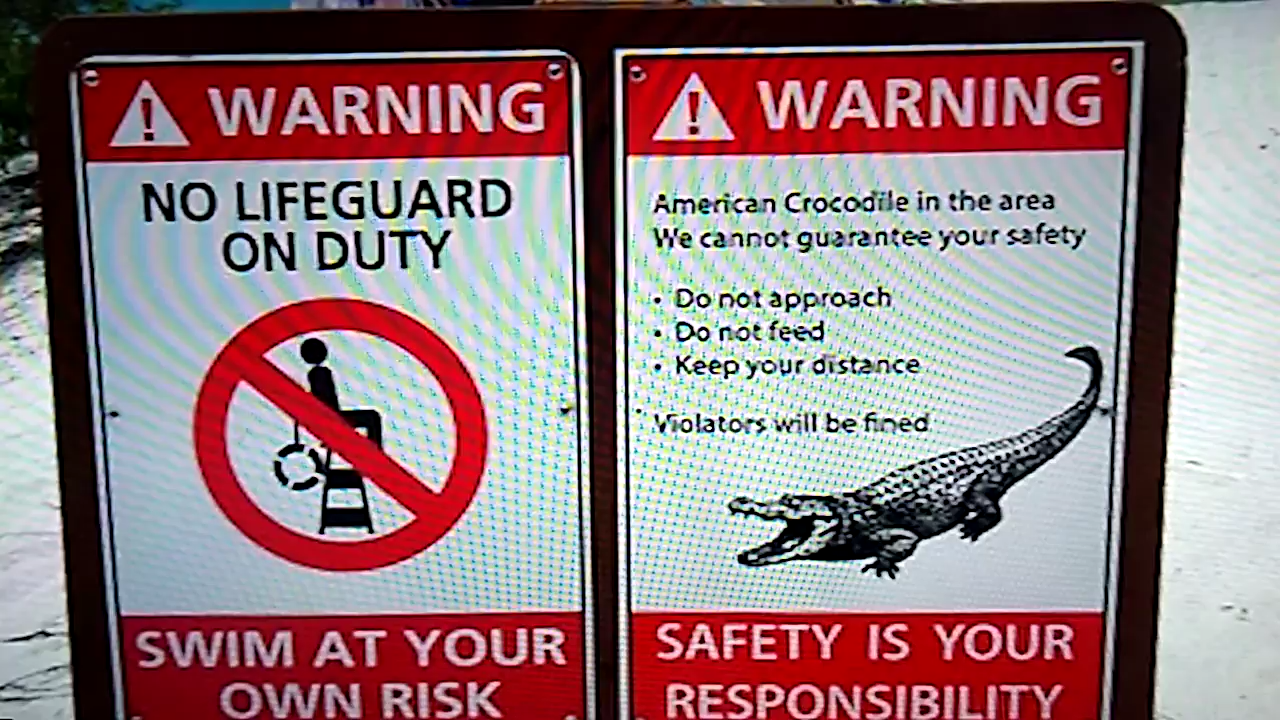 WARNING
NO LIFEGUARD
ON DUTY
SWIM AT YOUR
OWN RISK
WARNING
American Crocodile in the area
We cannot guarantee your safety
• Do not approach
• Do not feed
• Keep your distance
Violators will be fined
SAFETY IS YOUR
RESPONSIBILITY